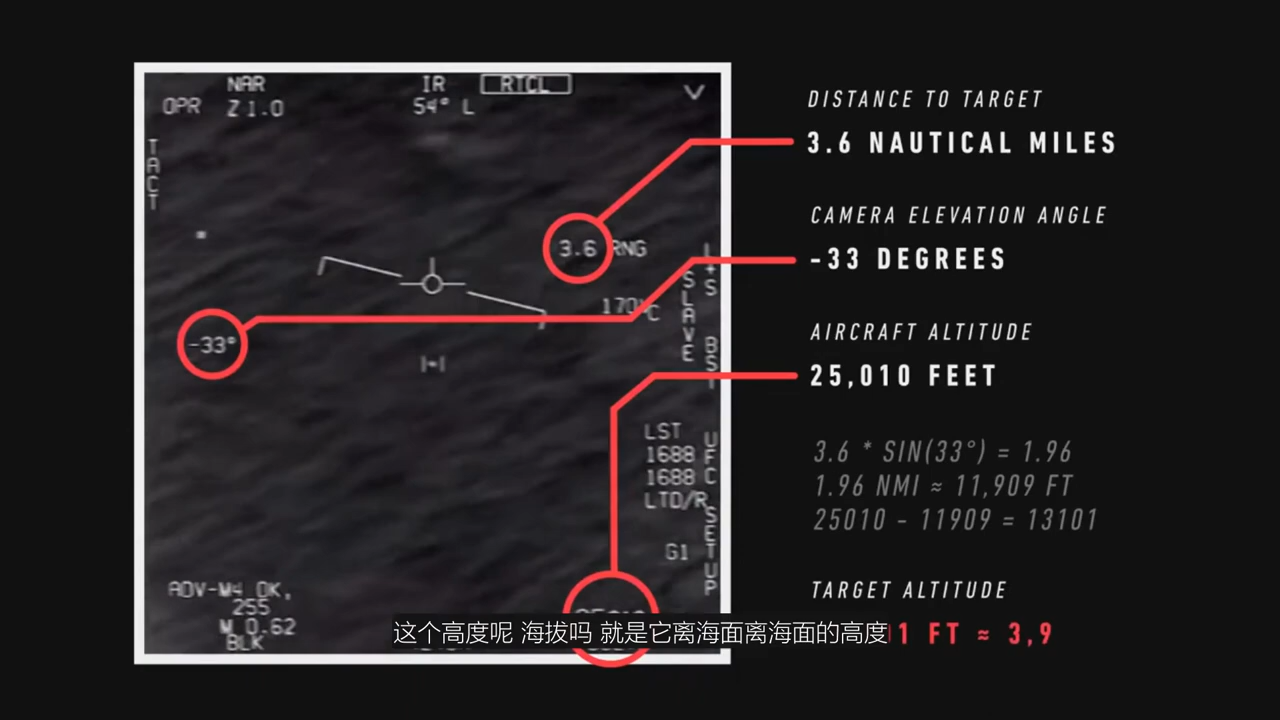 NAR
IR
RTCL
OPR
Z 1.0
54° L
TACT
3.6 RNG
L+S
SLAVE
170
C
-33°
LST
1688
1688
LTD/R
UFC
SETUP
G1
ADV-M4 OK,
255
M 0.62
BLK
DISTANCE TO TARGET
3.6 NAUTICAL MILES
CAMERA ELEVATION ANGLE
-33 DEGREES
AIRCRAFT ALTITUDE
25,010 FEET
3.6 * SIN(33°) = 1.96
1.96 NMI ≈ 11,909 FT
25010 - 11909 = 13101
TARGET ALTITUDE
1 FT ≈ 3,9
这个高度呢 海拔吗 就是它离海面离海面的高度